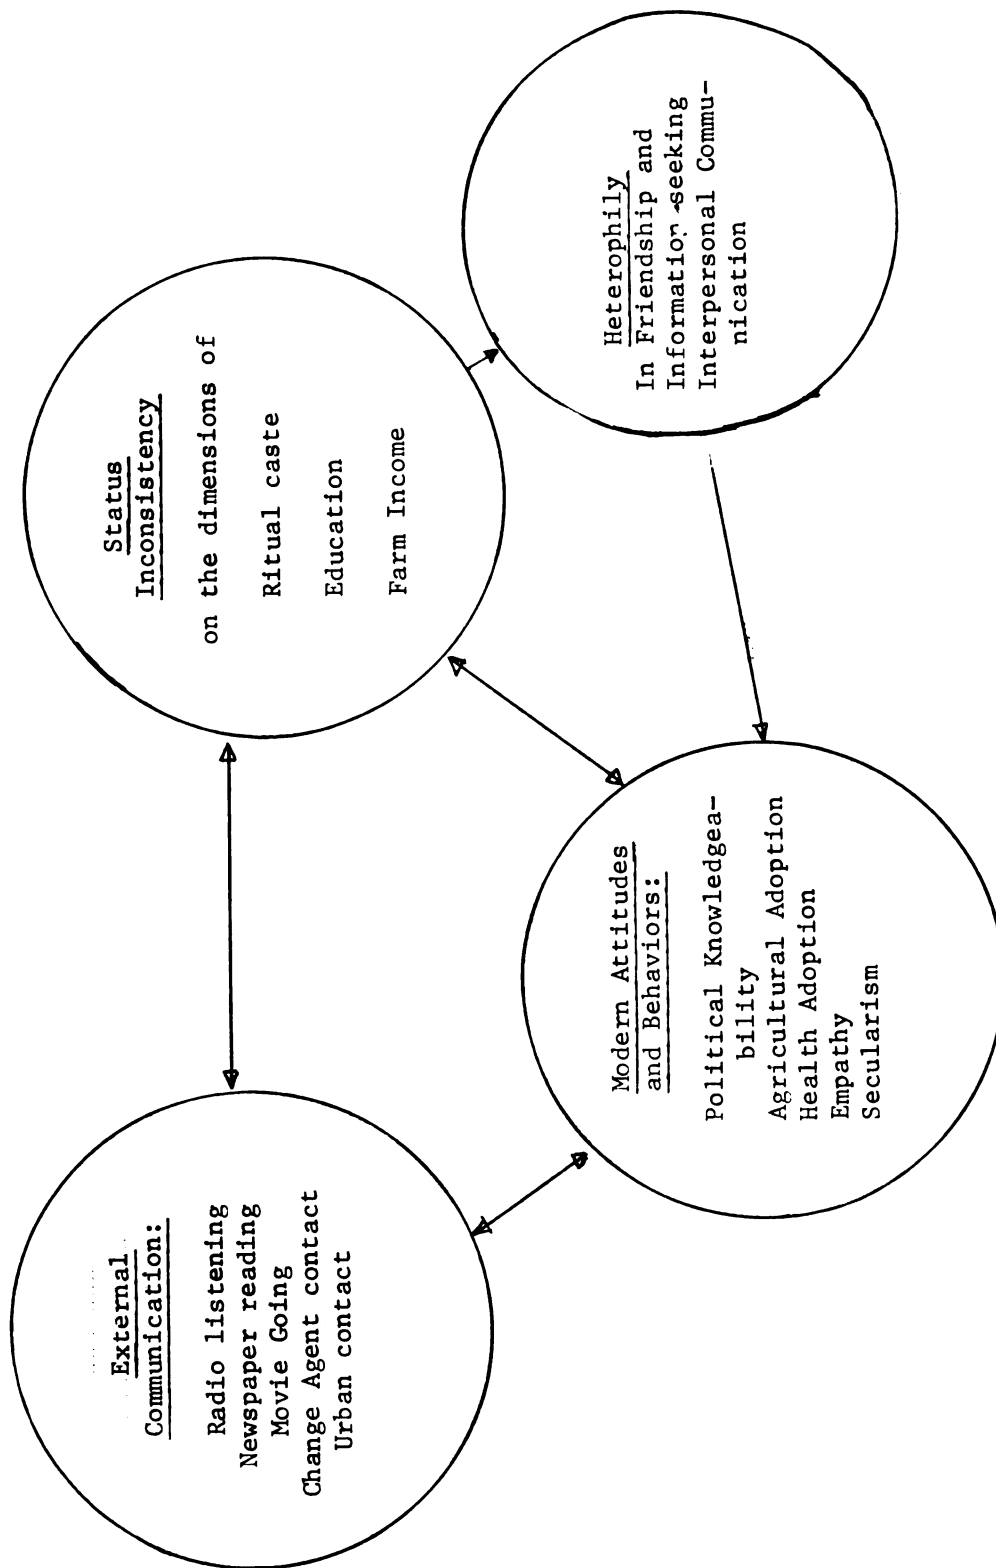 External
Communication:
Radio listening
Newspaper reading
Movie Going
Change Agent contact
Urban contact
Status
Inconsistency
on the dimensions of
Ritual caste
Education
Farm Income
Modern Attitudes
and Behaviors:
Political Knowledgea-
bility
Agricultural Adoption
Health Adoption
Empathy
Secularism
Heterophily
In Friendship and
Information-seeking
Interpersonal Commu-
nication